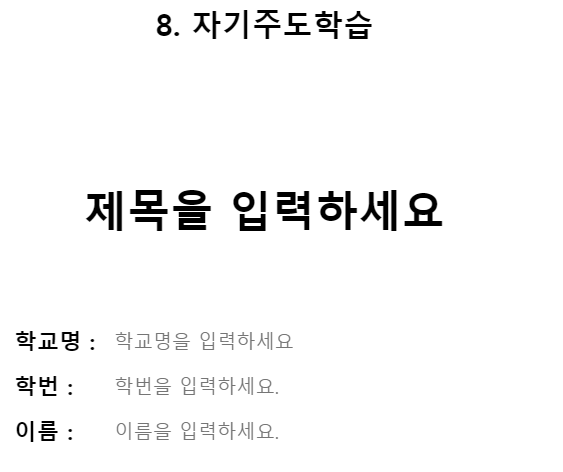 8. 자기주도학습
제목을 입력하세요
학교명 : 학교명을 입력하세요
학번 : 학번을 입력하세요.
이름 : 이름을 입력하세요.